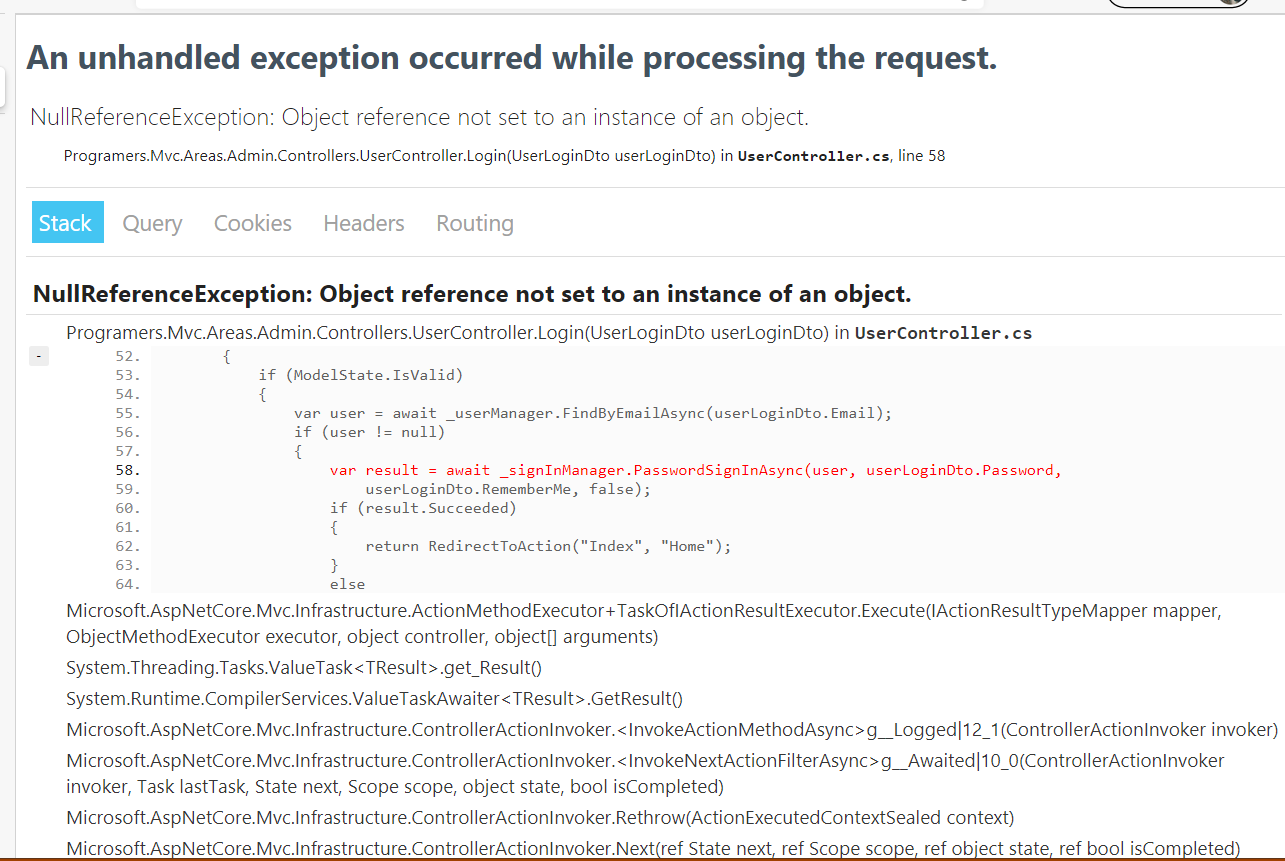 An unhandled exception occurred while processing the request.
NullReferenceException: Object reference not set to an instance of an object.
Programers.Mvc.Areas.Admin.Controllers.UserController.Login(UserLoginDto userLoginDto) in UserController.cs, line 58
Stack Query Cookies Headers Routing
NullReferenceException: Object reference not set to an instance of an object.
Programers.Mvc.Areas.Admin.Controllers.UserController.Login(UserLoginDto userLoginDto) in UserController.cs
-
52. {
53. if (ModelState.IsValid)
54. {
55. var user = await _userManager.FindByEmailAsync(userLoginDto.Email);
56. if (user != null)
57. {
58. var result = await _signInManager.PasswordSignInAsync(user, userLoginDto.Password,
59. userLoginDto.RememberMe, false);
60. if (result.Succeeded)
61. {
62. return RedirectToAction("Index", "Home");
63. }
64. else
Microsoft.AspNetCore.Mvc.Infrastructure.ActionMethodExecutor+TaskOfIActionResultExecutor.Execute(IActionResultTypeMapper mapper,
ObjectMethodExecutor executor, object controller, object[] arguments)
System.Threading.Tasks.ValueTask<TResult>.get_Result()
System.Runtime.CompilerServices.ValueTaskAwaiter<TResult>.GetResult()
Microsoft.AspNetCore.Mvc.Infrastructure.ControllerActionInvoker.<InvokeActionMethodAsync>g__Logged|12_1(ControllerActionInvoker invoker)
Microsoft.AspNetCore.Mvc.Infrastructure.ControllerActionInvoker.<InvokeNextActionFilterAsync>g__Awaited|10_0(ControllerActionInvoker
invoker, Task lastTask, State next, Scope scope, object state, bool isCompleted)
Microsoft.AspNetCore.Mvc.Infrastructure.ControllerActionInvoker.Rethrow(ActionExecutedContextSealed context)
Microsoft.AspNetCore.Mvc.Infrastructure.ControllerActionInvoker.Next(ref State next, ref Scope scope, ref object state, ref bool isCompleted)